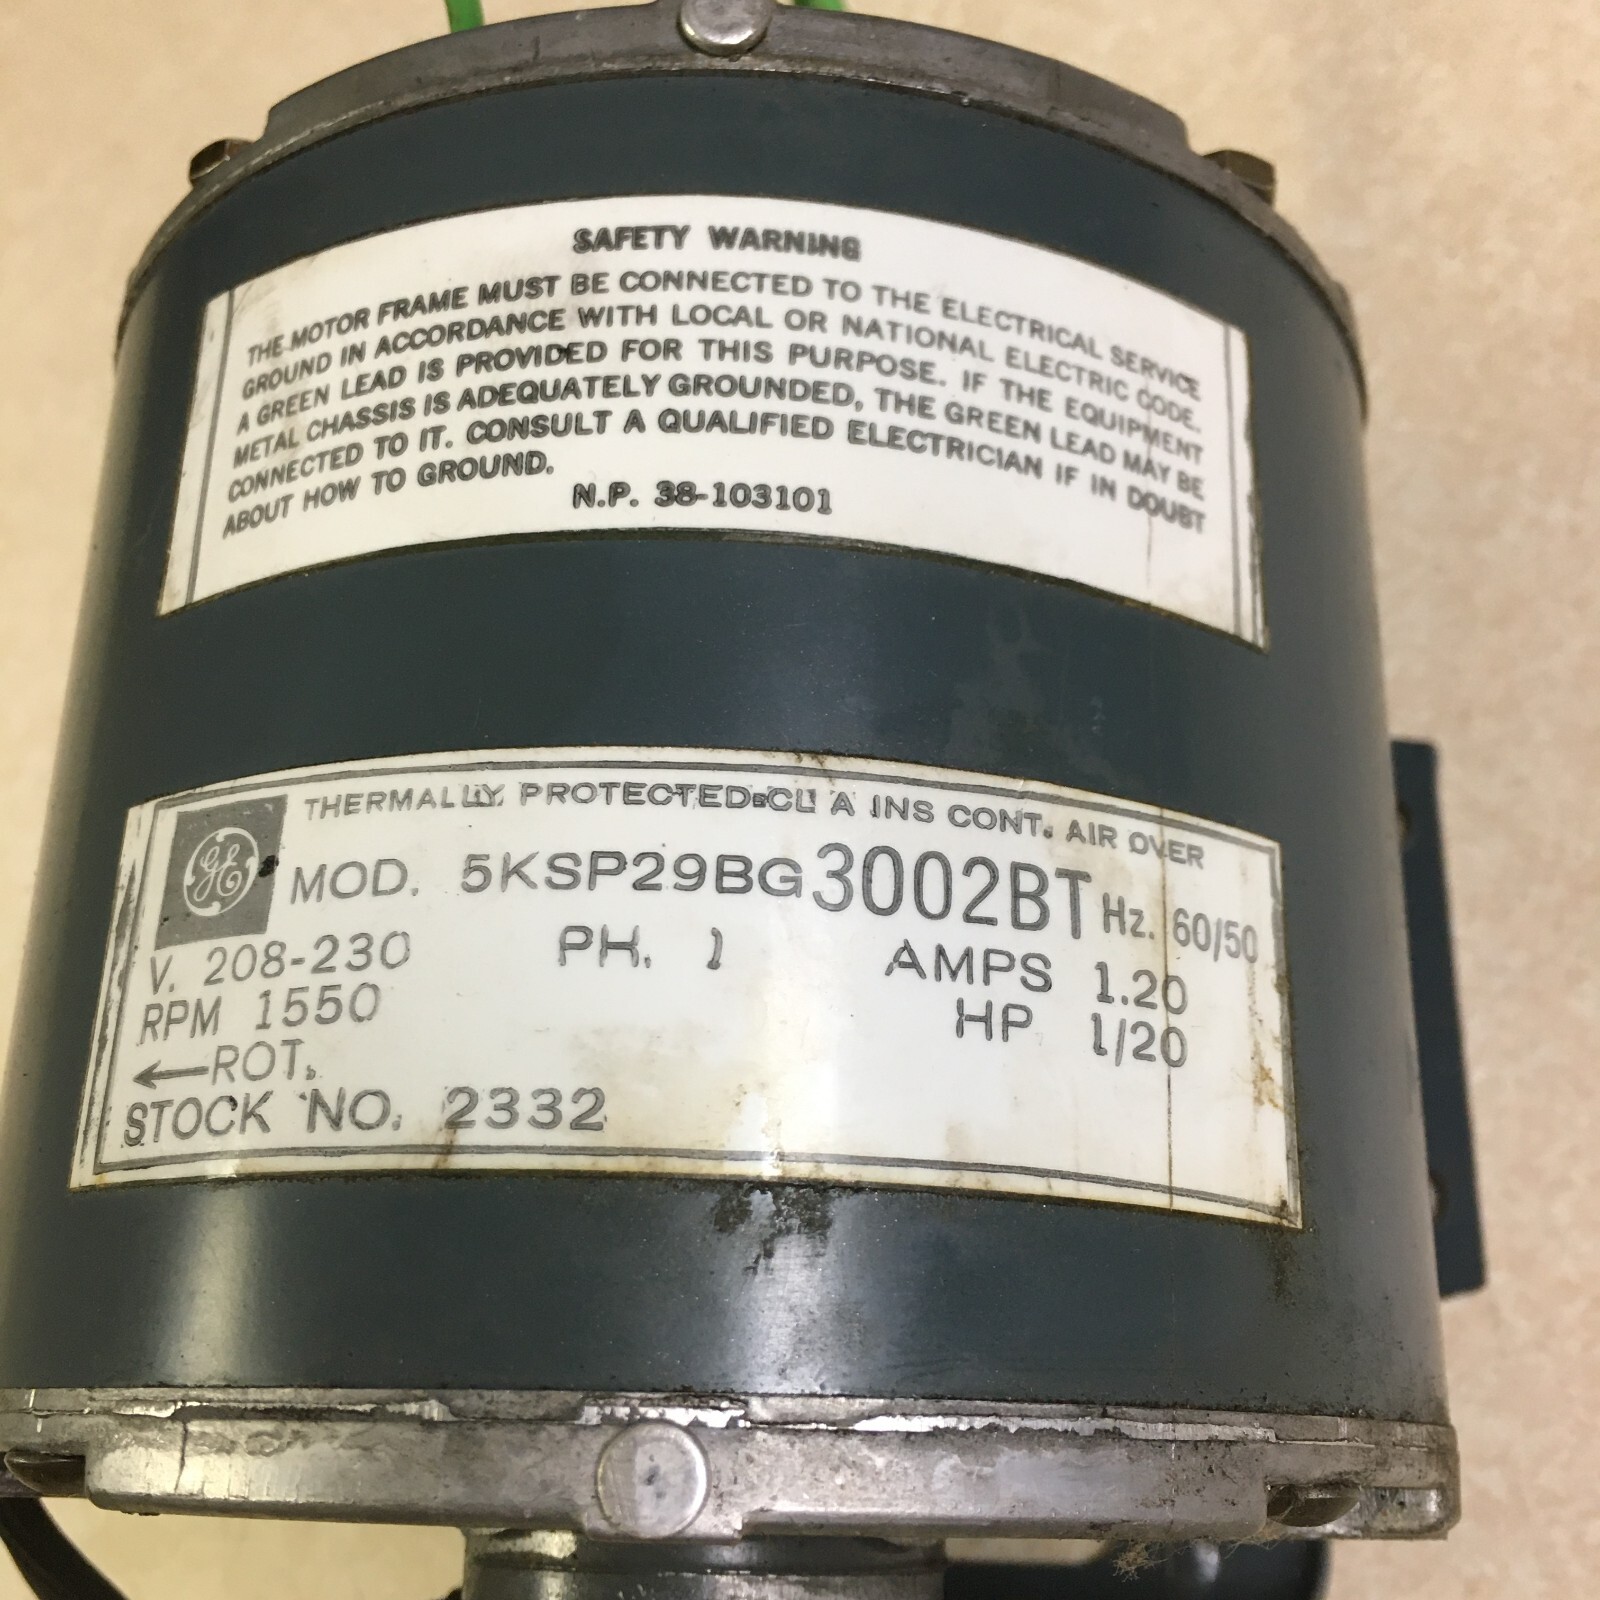 SAFETY WARNING
THE MOTOR FRAME MUST BE CONNECTED TO THE ELECTRICAL SERVICE
GROUND IN ACCORDANCE WITH LOCAL OR NATIONAL ELECTRIC CODE.
A GREEN LEAD IS PROVIDED FOR THIS PURPOSE. IF THE EQUIPMENT
METAL CHASSIS IS ADEQUATELY GROUNDED, THE GREEN LEAD MAY BE
CONNECTED TO IT. CONSULT A QUALIFIED ELECTRICIAN IF IN DOUBT
ABOUT HOW TO GROUND.
N.P. 38-103101
GE
THERMALLY PROTECTED-CL A INS CONT. AIR OVER
MOD. 5KSP29BG3002BT Hz. 60/50
V. 208-230 PH. 1 AMPS 1.20
RPM 1550 HP 1/20
←ROT.
STOCK NO. 2332